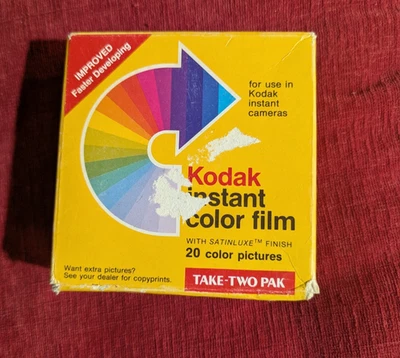 IMPROVED
Faster Developing
for use in
Kodak
instant
cameras
Kodak
instant
color film
WITH SATINLUXE™ FINISH
20 color pictures
Want extra pictures?
See your dealer for copyprints.
TAKE-TWO PAK